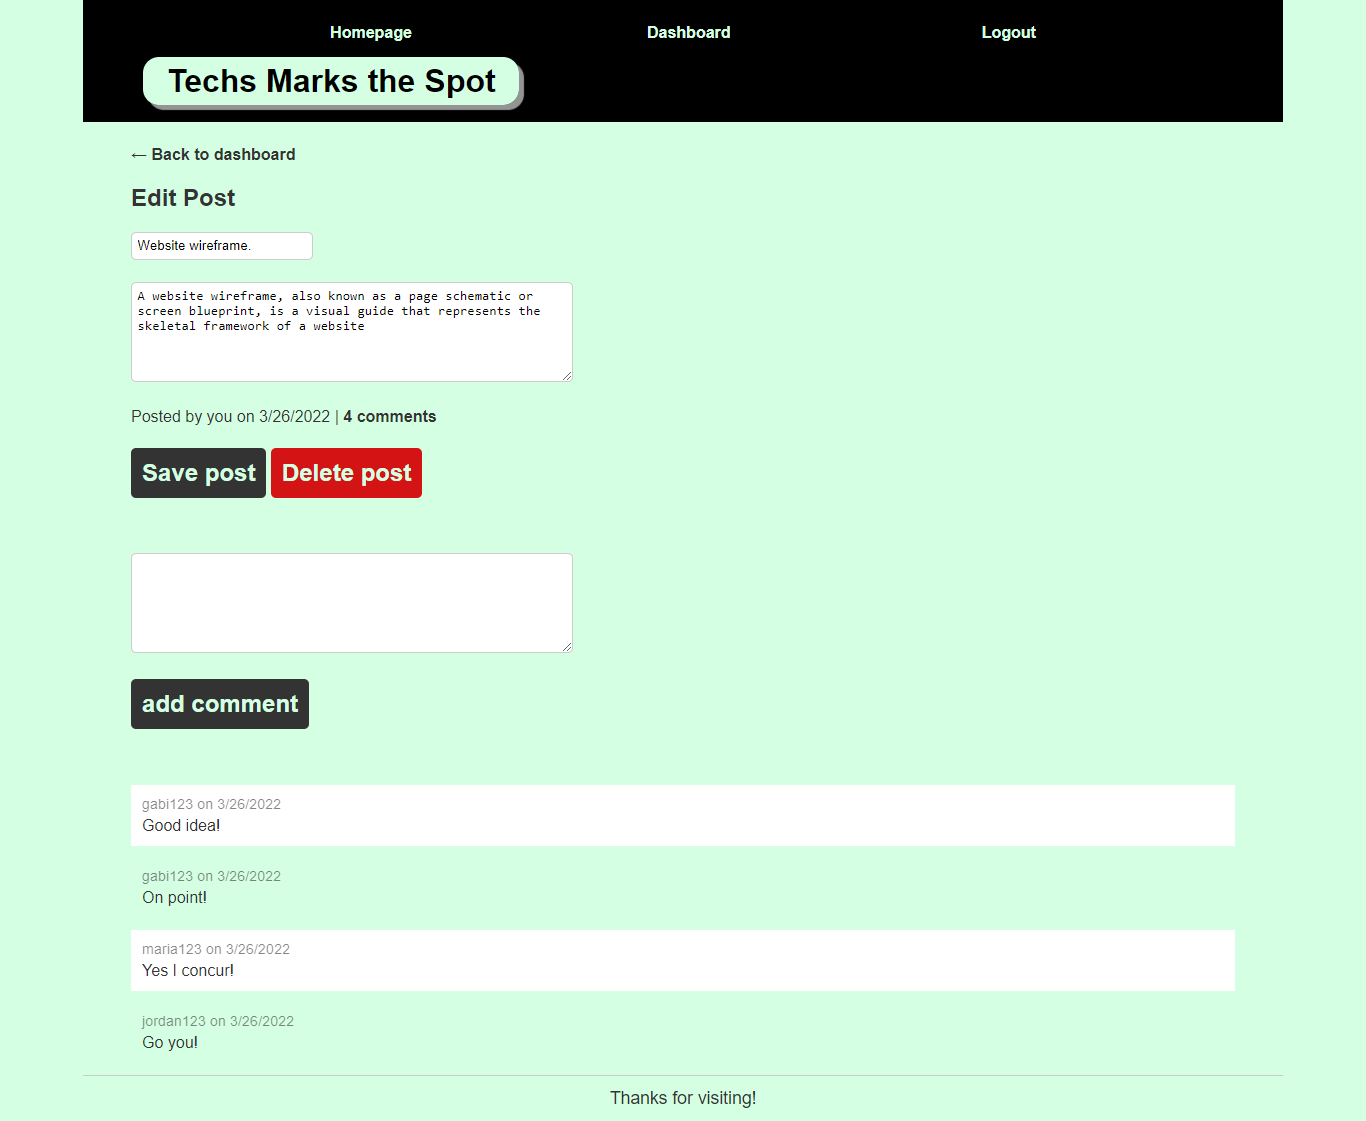 Homepage Dashboard Logout
Techs Marks the Spot
← Back to dashboard
Edit Post
Website wireframe.
A website wireframe, also known as a page schematic or
screen blueprint, is a visual guide that represents the
skeletal framework of a website
Posted by you on 3/26/2022 | 4 comments
Save post Delete post
add comment
gabi123 on 3/26/2022
Good idea!
gabi123 on 3/26/2022
On point!
maria123 on 3/26/2022
Yes I concur!
jordan123 on 3/26/2022
Go you!
Thanks for visiting!